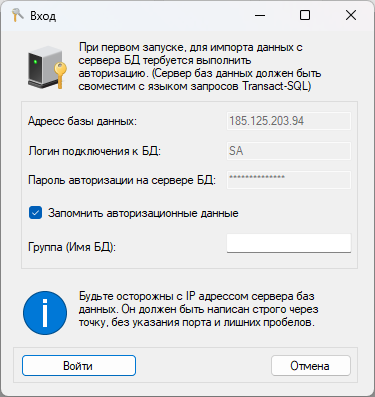 Вход
При первом запуске, для импорта данных с
сервера БД тербуется выполнить
авторизацию. (Сервер баз данных должен быть
своместим с языком запросов Transact-SQL)
Адресс базы данных: 185.125.203.94
Логин подключения к БД: SA
Пароль авторизации на сервере БД: **************
Запомнить авторизационные данные
Группа (Имя БД):
Будьте осторожны с IP адрессом сервера баз
данных. Он должен быть написан строго через
точку, без указания порта и лишних пробелов.
Войти Отмена